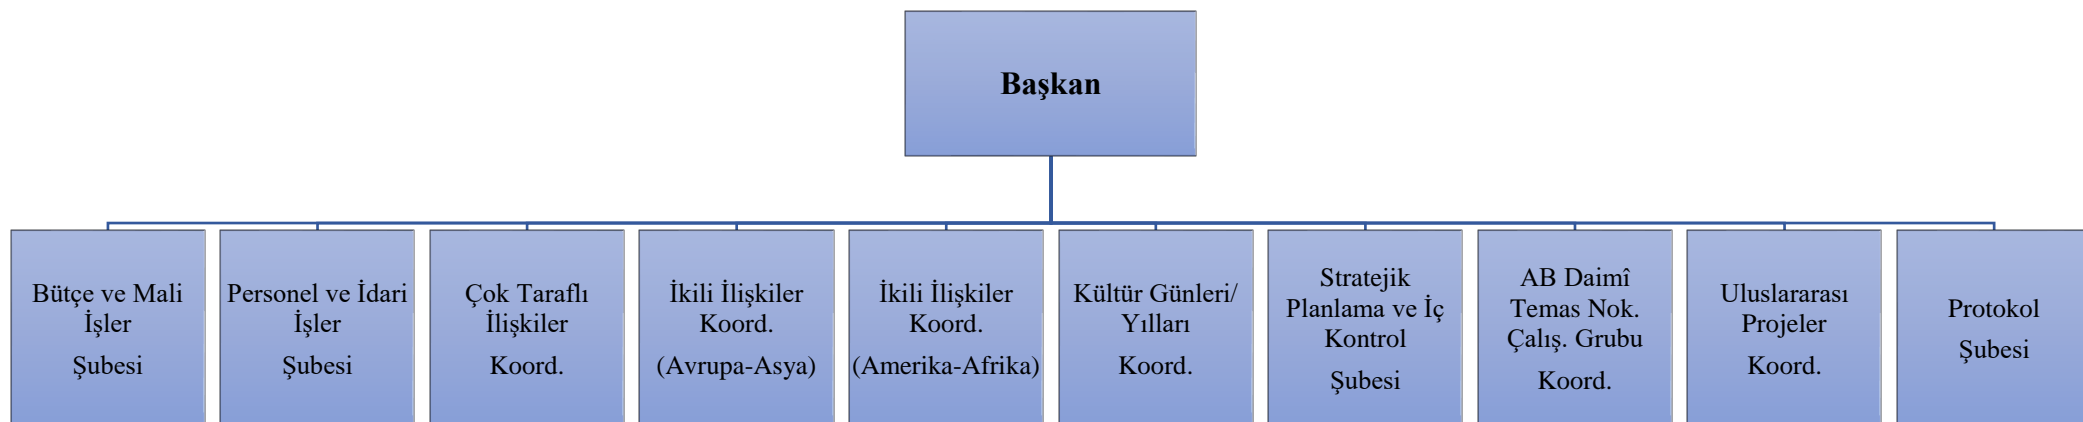 Başkan
Bütçe ve Mali
İşler
Şubesi
Personel ve İdari
İşler
Şubesi
Çok Taraflı
İlişkiler
Koord.
İkili İlişkiler
Koord.
(Avrupa-Asya)
İkili İlişkiler
Koord.
(Amerika-Afrika)
Kültür Günleri/
Yılları
Koord.
Stratejik
Planlama ve İç
Kontrol
Şubesi
AB Daimî
Temas Nok.
Çalış. Grubu
Koord.
Uluslararası
Projeler
Koord.
Protokol
Şubesi